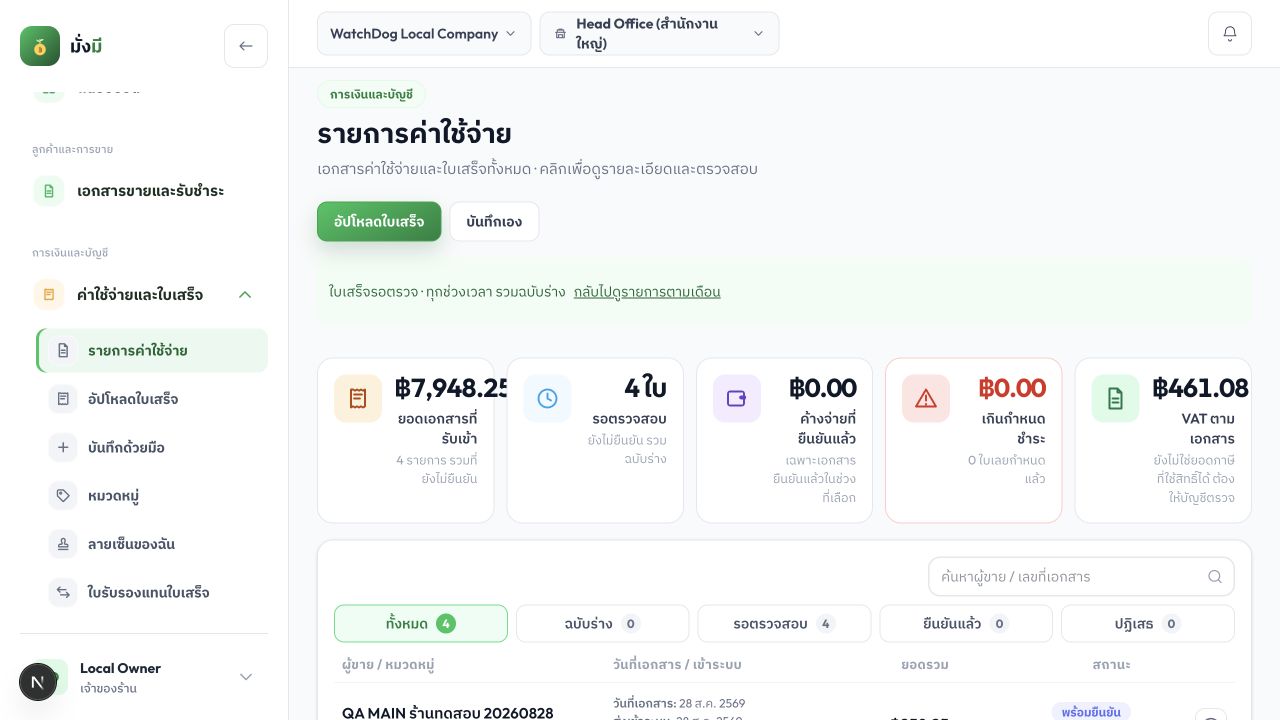 มั่งมี
WatchDog Local Company
Head Office (สำนักงาน
ใหญ่)
ลูกค้าและการขาย
เอกสารขายและรับชำระ
การเงินและบัญชี
ค่าใช้จ่ายและใบเสร็จ
รายการค่าใช้จ่าย
อัปโหลดใบเสร็จ
บันทึกด้วยมือ
หมวดหมู่
ลายเซ็นของฉัน
ใบรับรองแทนใบเสร็จ
N
Local Owner
เจ้าของร้าน
การเงินและบัญชี
รายการค่าใช้จ่าย
เอกสารค่าใช้จ่ายและใบเสร็จทั้งหมด · คลิกเพื่อดูรายละเอียดและตรวจสอบ
อัปโหลดใบเสร็จ
บันทึกเอง
ใบเสร็จรอตรวจ · ทุกช่วงเวลา รวมฉบับร่าง กลับไปดูรายการตามเดือน
฿7,948.25
ยอดเอกสารที่
รับเข้า
4 รายการ รวมที่
ยังไม่ยืนยัน
4 ใบ
รอตรวจสอบ
ยังไม่ยืนยัน รวม
ฉบับร่าง
฿0.00
ค้างจ่ายที่
ยืนยันแล้ว
เฉพาะเอกสาร
ยืนยันแล้วในช่วง
ที่เลือก
฿0.00
เกินกำหนด
ชำระ
0 ใบเลยกำหนด
แล้ว
฿461.08
VAT ตาม
เอกสาร
ยังไม่ใช่ยอดภาษี
ที่ใช้สิทธิ์ได้ ต้อง
ให้บัญชีตรวจ
ค้นหาผู้ขาย / เลขที่เอกสาร
ทั้งหมด 4
ฉบับร่าง 0
รอตรวจสอบ 4
ยืนยันแล้ว 0
ปฏิเสธ 0
ผู้ขาย / หมวดหมู่
วันที่เอกสาร / เข้าระบบ
ยอดรวม
สถานะ
QA MAIN ร้านทดสอบ 20260828
วันที่เอกสาร: 28 ส.ค. 2569
พร้อมยืนยัน